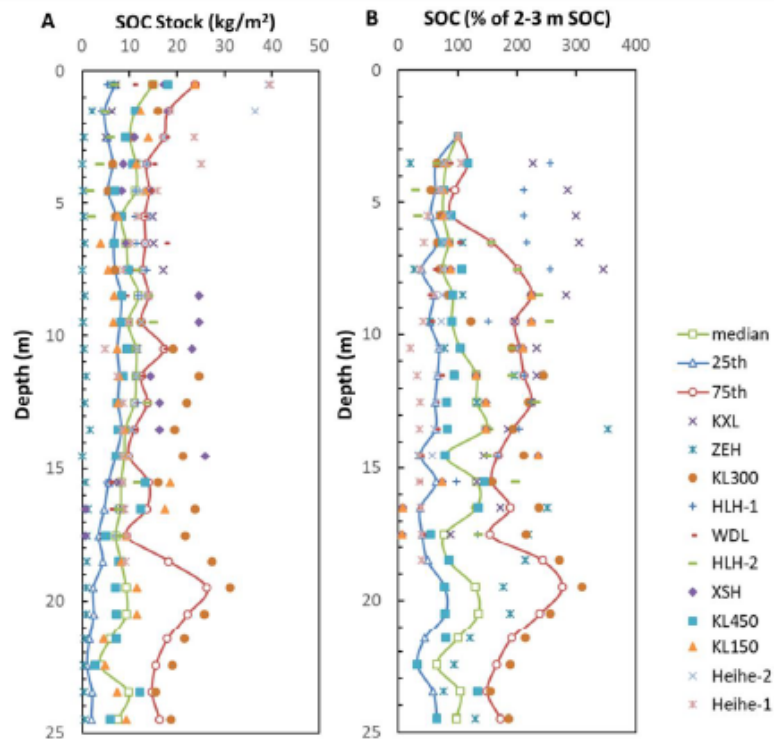 A SOC Stock (kg/m²)
0 10 20 30 40 50
0
5
10
15
20
25
Depth (m)
B SOC (% of 2-3 m SOC)
0 100 200 300 400
0
5
10
15
20
25
Depth (m)
median
25th
75th
KXL
ZEH
KL300
HLH-1
WDL
HLH-2
XSH
KL450
KL150
Heihe-2
Heihe-1